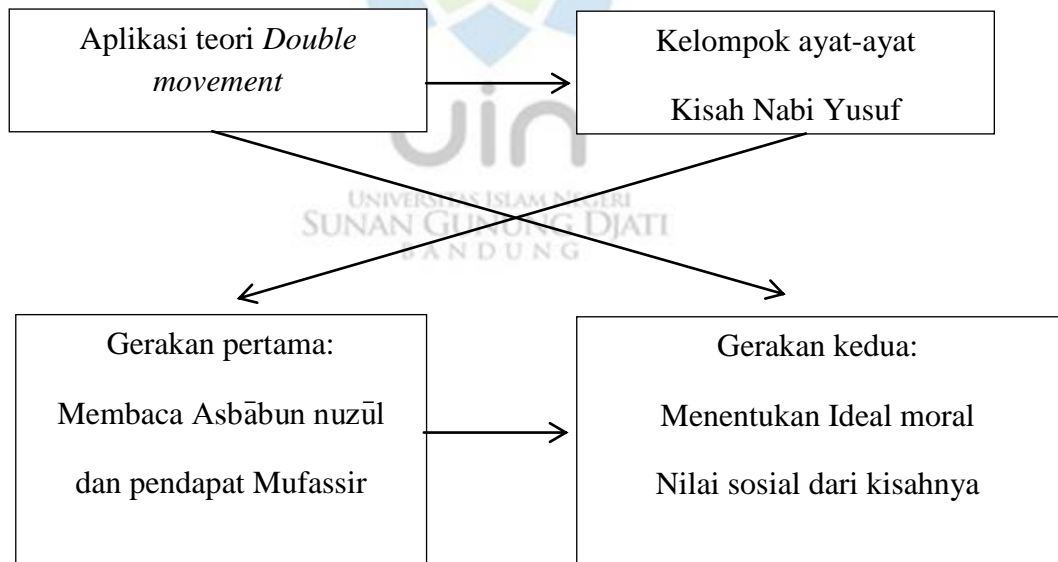 Aplikasi teori Double
movement
Kelompok ayat-ayat
Kisah Nabi Yusuf
uin
UNIVERSITAS ISLAM NEGERI
SUNAN GUNUNG DJATI
BANDUNG
Gerakan pertama:
Membaca Asbābun nuzūl
dan pendapat Mufassir
Gerakan kedua:
Menentukan Ideal moral
Nilai sosial dari kisahnya